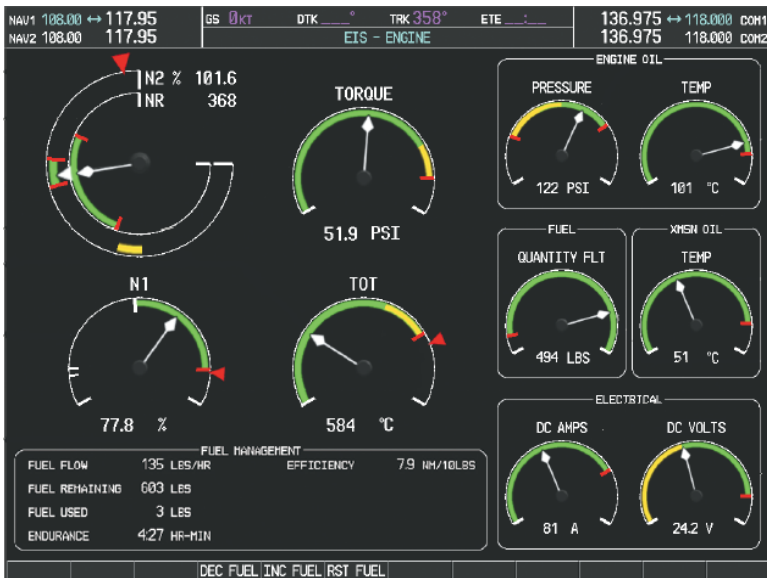 NAV1 108.00 ↔ 117.95 GS 0KT DTK ___° TRK 358° ETE __:__ 136.975 ↔ 118.000 COM1
NAV2 108.00 117.95 EIS - ENGINE 136.975 118.000 COM2
N2 % 101.6
NR 368
TORQUE
51.9 PSI
N1
77.8 %
TOT
584 °C
ENGINE OIL
PRESSURE TEMP
122 PSI 101 °C
FUEL XMSN OIL
QUANTITY FLT TEMP
494 LBS 51 °C
ELECTRICAL
DC AMPS DC VOLTS
81 A 24.2 V
FUEL MANAGEMENT
FUEL FLOW 135 LBS/HR EFFICIENCY 7.9 NM/10LBS
FUEL REMAINING 603 LBS
FUEL USED 3 LBS
ENDURANCE 4:27 HR-MIN
DEC FUEL INC FUEL RST FUEL